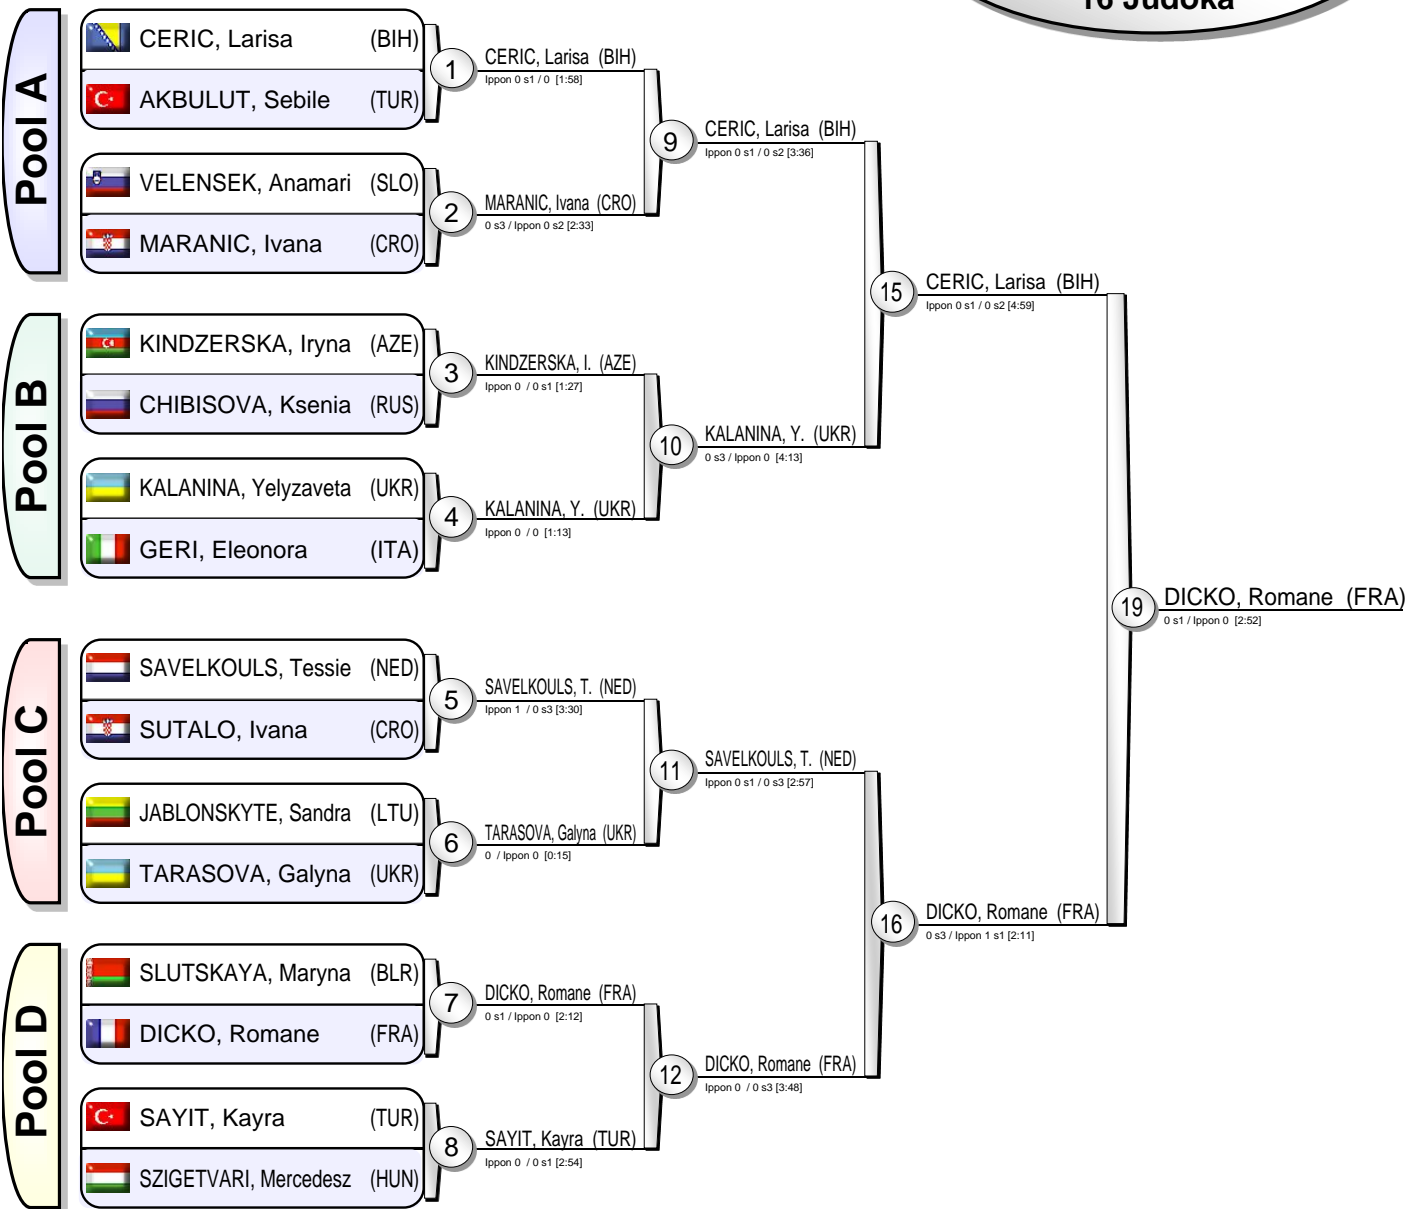 16 Judoka
Pool A
CERIC, Larisa (BIH)
AKBULUT, Sebile (TUR)
VELENSEK, Anamari (SLO)
MARANIC, Ivana (CRO)
Pool B
KINDZERSKA, Iryna (AZE)
CHIBISOVA, Ksenia (RUS)
KALANINA, Yelyzaveta (UKR)
GERI, Eleonora (ITA)
Pool C
SAVELKOULS, Tessie (NED)
SUTALO, Ivana (CRO)
JABLONSKYTE, Sandra (LTU)
TARASOVA, Galyna (UKR)
Pool D
SLUTSKAYA, Maryna (BLR)
DICKO, Romane (FRA)
SAYIT, Kayra (TUR)
SZIGETVARI, Mercedesz (HUN)
1
CERIC, Larisa (BIH)
Ippon 0 s1 / 0 [1:58]
2
MARANIC, Ivana (CRO)
0 s3 / Ippon 0 s2 [2:33]
3
KINDZERSKA, I. (AZE)
Ippon 0 / 0 s1 [1:27]
4
KALANINA, Y. (UKR)
Ippon 0 / 0 [1:13]
5
SAVELKOULS, T. (NED)
Ippon 1 / 0 s3 [3:30]
6
TARASOVA, Galyna (UKR)
0 / Ippon 0 [0:15]
7
DICKO, Romane (FRA)
0 s1 / Ippon 0 [2:12]
8
SAYIT, Kayra (TUR)
Ippon 0 / 0 s1 [2:54]
9
CERIC, Larisa (BIH)
Ippon 0 s1 / 0 s2 [3:36]
10
KALANINA, Y. (UKR)
0 s3 / Ippon 0 [4:13]
11
SAVELKOULS, T. (NED)
Ippon 0 s1 / 0 s3 [2:57]
12
DICKO, Romane (FRA)
Ippon 0 / 0 s3 [3:48]
15
CERIC, Larisa (BIH)
Ippon 0 s1 / 0 s2 [4:59]
16
DICKO, Romane (FRA)
0 s3 / Ippon 1 s1 [2:11]
19
DICKO, Romane (FRA)
0 s1 / Ippon 0 [2:52]